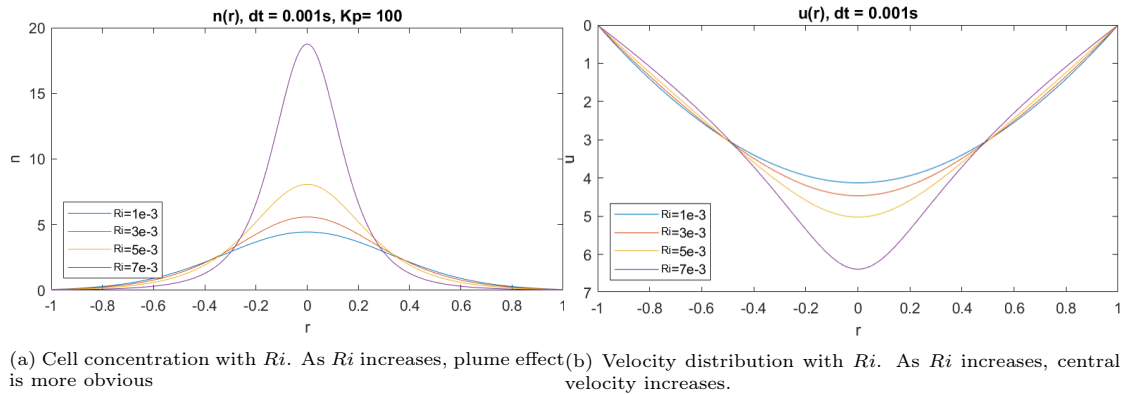 n(r), dt = 0.001s, Kp= 100
20
15
10
5
0
n
Ri=1e-3
Ri=3e-3
Ri=5e-3
Ri=7e-3
-1 -0.8 -0.6 -0.4 -0.2 0 0.2 0.4 0.6 0.8 1
r
u(r), dt = 0.001s
0
1
2
3
4
5
6
7
u
Ri=1e-3
Ri=3e-3
Ri=5e-3
Ri=7e-3
-1 -0.8 -0.6 -0.4 -0.2 0 0.2 0.4 0.6 0.8 1
r
(a) Cell concentration with Ri. As Ri increases, plume effect
is more obvious
(b) Velocity distribution with Ri. As Ri increases, central
velocity increases.